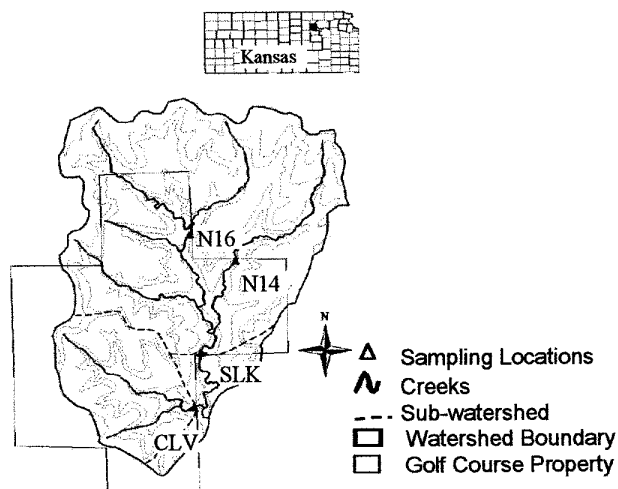 Kansas
N16
N14
N
SLK
CLV
Sampling Locations
Creeks
Sub-watershed
Watershed Boundary
Golf Course Property